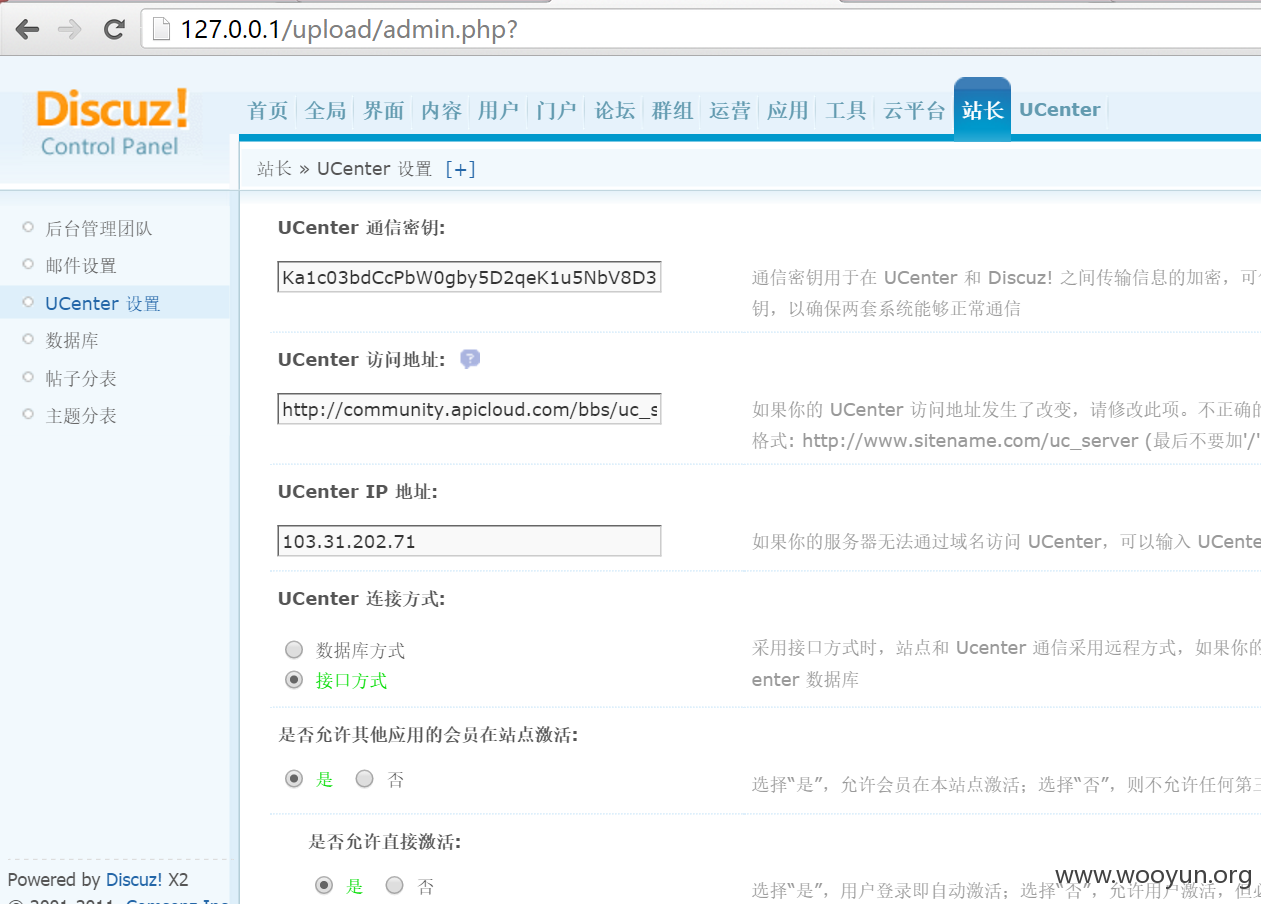 127.0.0.1/upload/admin.php?
Discuz!
Control Panel
首页 全局 界面 内容 用户 门户 论坛 群组 运营 应用 工具 云平台 站长 UCenter
站长 » UCenter 设置 [+]
后台管理团队
邮件设置
UCenter 设置
数据库
帖子分表
主题分表
UCenter 通信密钥:
Ka1c03bdCcPbW0gby5D2qeK1u5NbV8D3
通信密钥用于在 UCenter 和 Discuz! 之间传输信息的加密，可
钥，以确保两套系统能够正常通信
UCenter 访问地址:
http://community.apicloud.com/bbs/uc_s
如果你的 UCenter 访问地址发生了改变，请修改此项。不正确的
格式: http://www.sitename.com/uc_server (最后不要加'/'
UCenter IP 地址:
103.31.202.71
如果你的服务器无法通过域名访问 UCenter，可以输入 UCente
UCenter 连接方式:
数据库方式
接口方式
采用接口方式时，站点和 Ucenter 通信采用远程方式，如果你的
enter 数据库
是否允许其他应用的会员在站点激活:
是 否
选择“是”，允许会员在本站点激活；选择“否”，则不允许任何第三
是否允许直接激活:
是 否
选择“是”，用户登录即自动激活；选择“否”，允许用户激活，但必
Powered by Discuz! X2
© 2001-2011, Comsenz Inc
www.wooyun.org